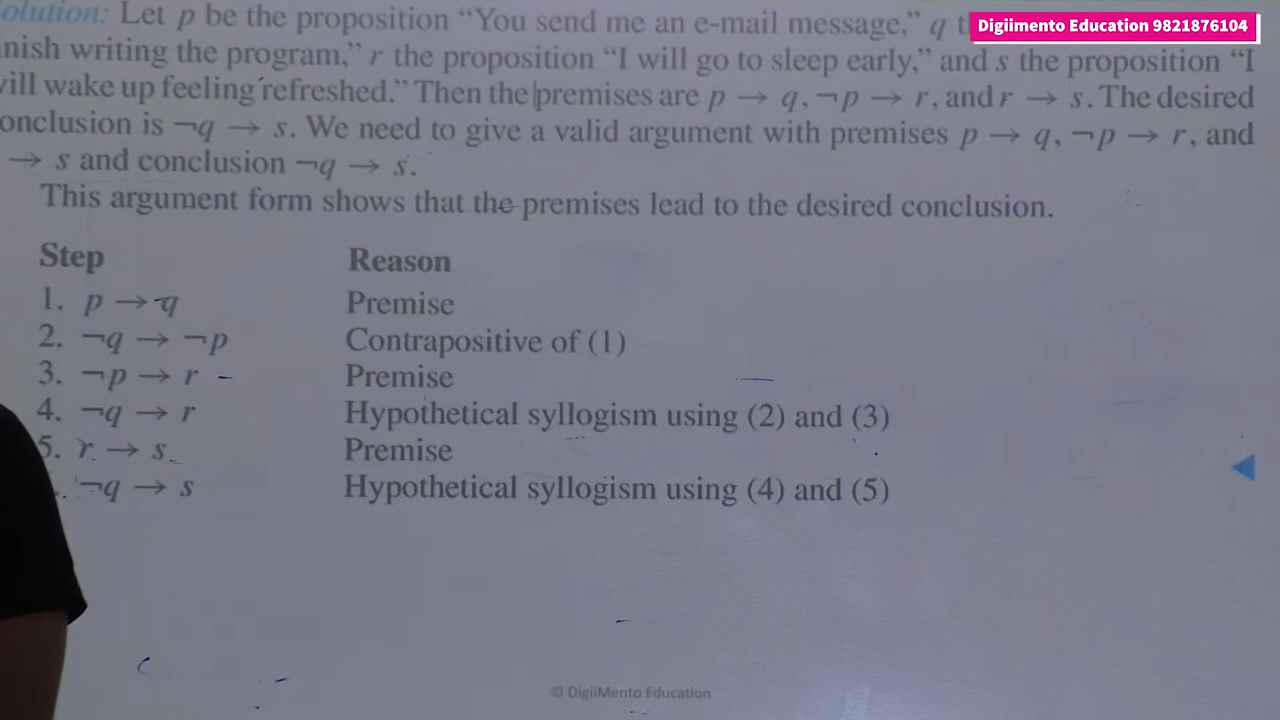 olution: Let p be the proposition “You send me an e-mail message,” q
Digiimento Education 9821876104
nish writing the program,” r the proposition “I will go to sleep early,” and s the proposition “I
will wake up feeling refreshed.” Then the premises are p → q, ¬p → r, and r → s. The desired
onclusion is ¬q → s. We need to give a valid argument with premises p → q, ¬p → r, and
→ s and conclusion ¬q → s.
This argument form shows that the premises lead to the desired conclusion.
Step Reason
1. p → q Premise
2. ¬q → ¬p Contrapositive of (1)
3. ¬p → r Premise
4. ¬q → r Hypothetical syllogism using (2) and (3)
5. r → s Premise
¬q → s Hypothetical syllogism using (4) and (5)
© DigiiMento Education